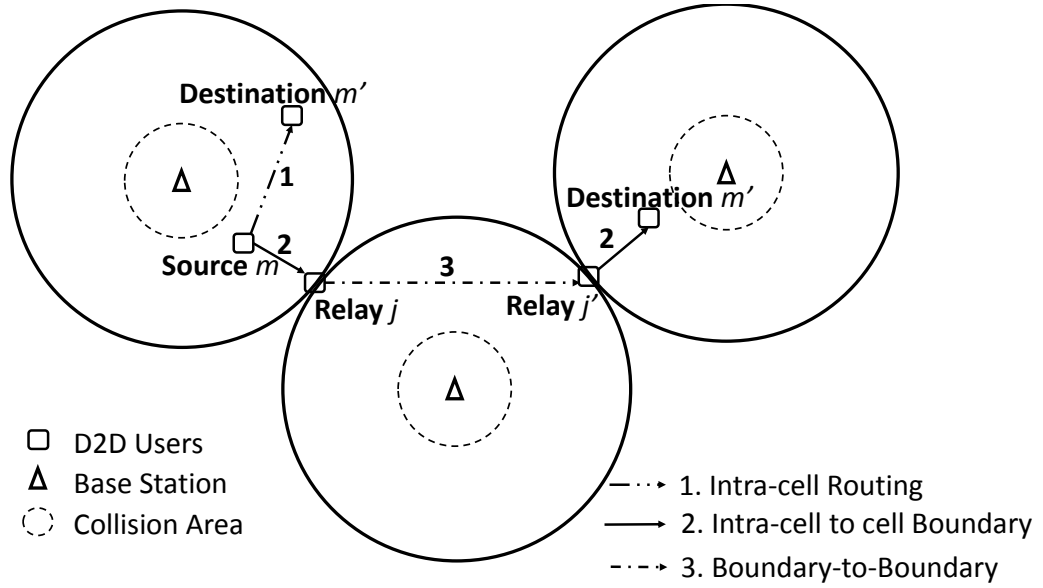 Destination m'
1
2
Source m
Relay j
3
Relay j'
2
Destination m'
D2D Users
Base Station
Collision Area
1. Intra-cell Routing
2. Intra-cell to cell Boundary
3. Boundary-to-Boundary